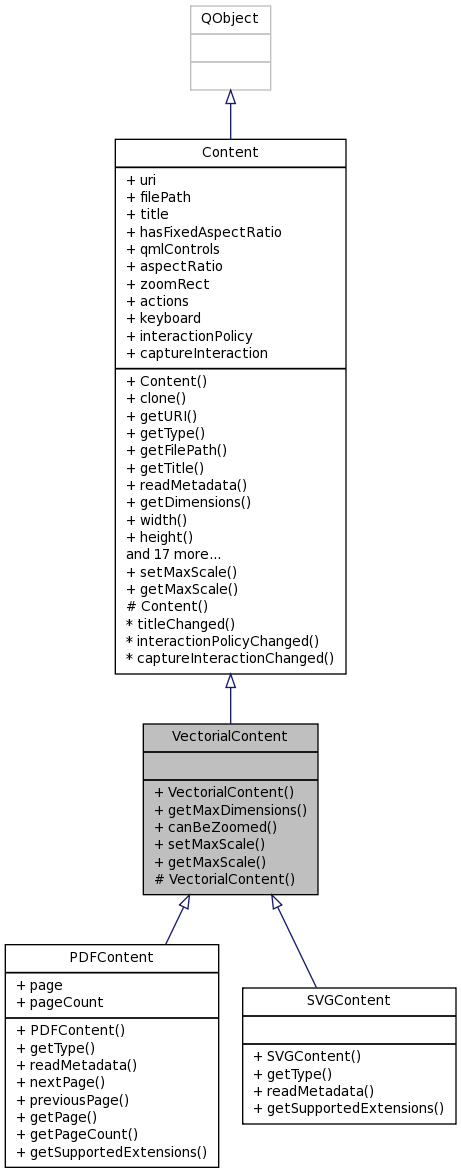 QObject
Content
+ uri
+ filePath
+ title
+ hasFixedAspectRatio
+ qmlControls
+ aspectRatio
+ zoomRect
+ actions
+ keyboard
+ interactionPolicy
+ captureInteraction
+ Content()
+ clone()
+ getURI()
+ getType()
+ getFilePath()
+ getTitle()
+ readMetadata()
+ getDimensions()
+ width()
+ height()
and 17 more...
+ setMaxScale()
+ getMaxScale()
# Content()
* titleChanged()
* interactionPolicyChanged()
* captureInteractionChanged()
VectorialContent
+ VectorialContent()
+ getMaxDimensions()
+ canBeZoomed()
+ setMaxScale()
+ getMaxScale()
# VectorialContent()
PDFContent
+ page
+ pageCount
+ PDFContent()
+ getType()
+ readMetadata()
+ nextPage()
+ previousPage()
+ getPage()
+ getPageCount()
+ getSupportedExtensions()
SVGContent
+ SVGContent()
+ getType()
+ readMetadata()
+ getSupportedExtensions()